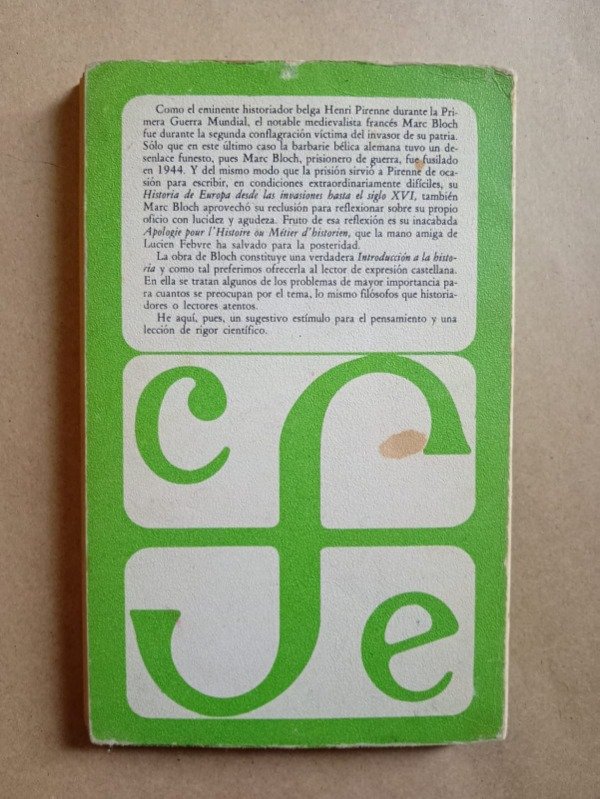 Como el eminente historiador belga Henri Pirenne durante la Pri-
mera Guerra Mundial, el notable medievalista francés Marc Bloch
fue durante la segunda conflagración víctima del invasor de su patria.
Sólo que en este último caso la barbarie bélica alemana tuvo un de-
senlace funesto, pues Marc Bloch, prisionero de guerra, fue fusilado
en 1944. Y del mismo modo que la prisión sirvió a Pirenne de oca-
sión para escribir, en condiciones extraordinariamente difíciles, su
Historia de Europa desde las invasiones hasta el siglo XVI, también
Marc Bloch aprovechó su reclusión para reflexionar sobre su propio
oficio con lucidez y agudeza. Fruto de esa reflexión es su inacabada
Apologie pour l'Histoire ou Métier d'historien, que la mano amiga de
Lucien Febvre ha salvado para la posteridad.
La obra de Bloch constituye una verdadera Introducción a la histo-
ria y como tal preferimos ofrecerla al lector de expresión castellana.
En ella se tratan algunos de los problemas de mayor importancia pa-
ra cuantos se preocupan por el tema, lo mismo filósofos que historia-
dores o lectores atentos.
He aquí, pues, un sugestivo estímulo para el pensamiento y una
lección de rigor científico.
c f
e